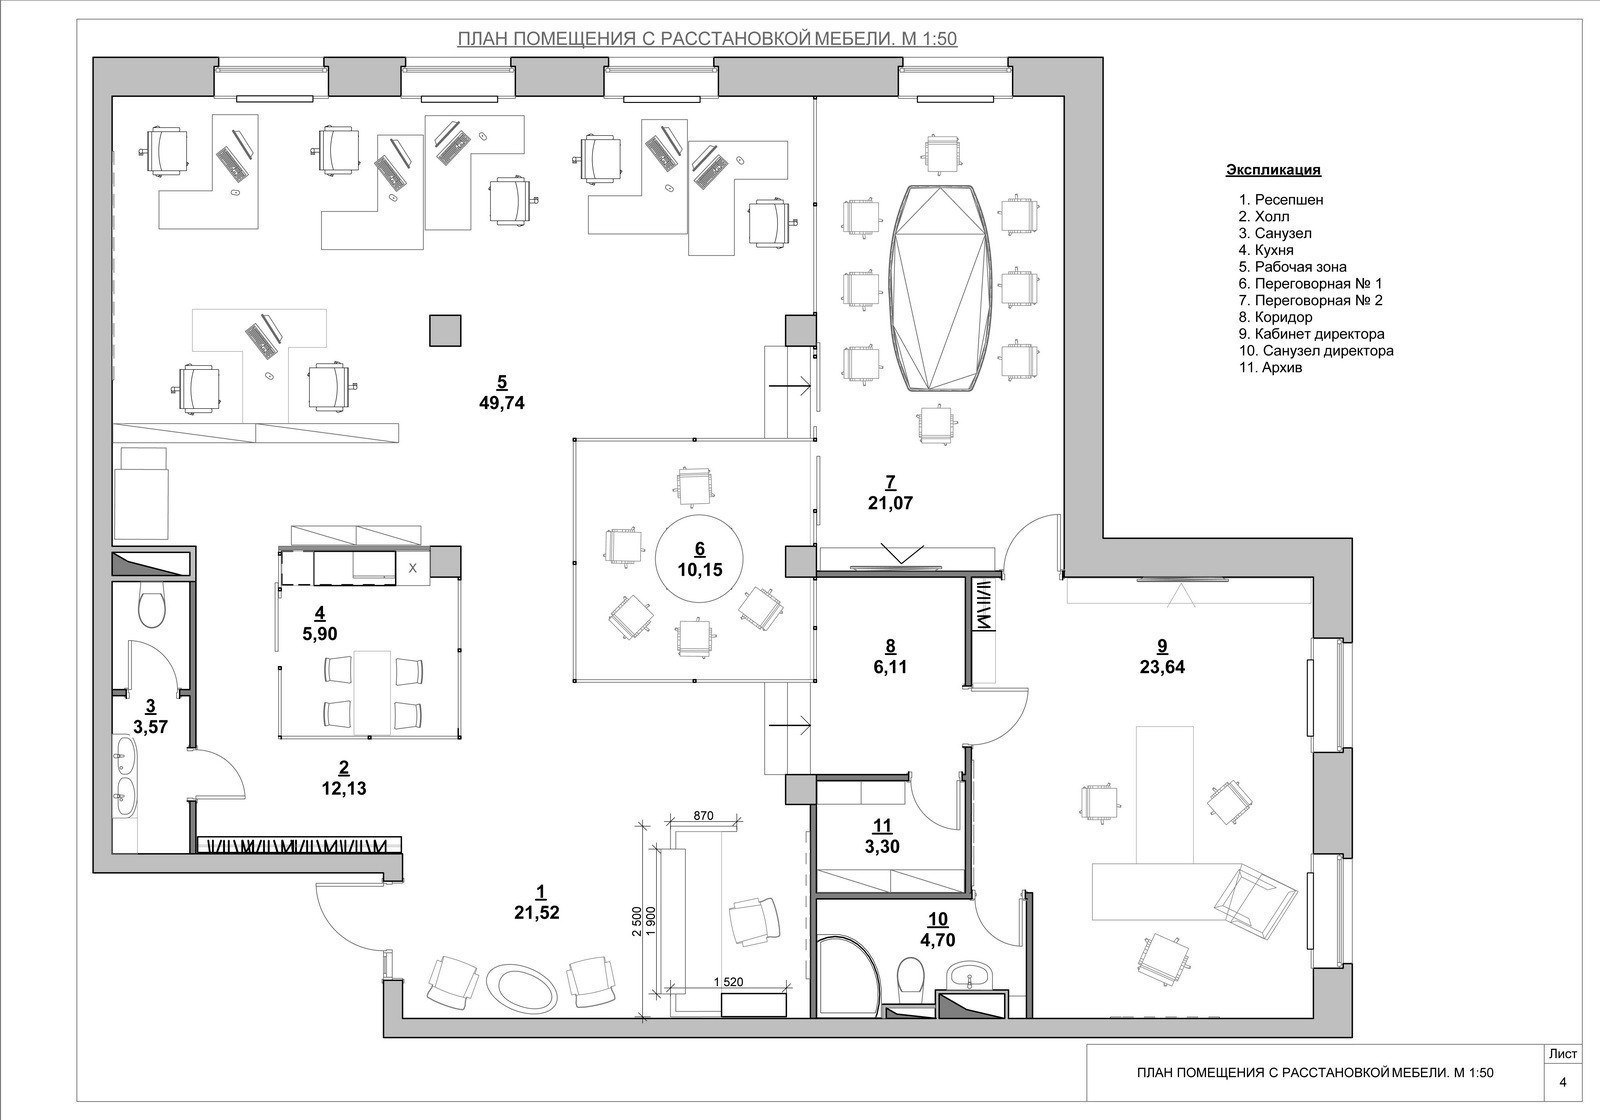 ПЛАН ПОМЕЩЕНИЯ С РАССТАНОВКОЙ МЕБЕЛИ. М 1:50
Экспликация
1. Ресепшен
2. Холл
3. Санузел
4. Кухня
5. Рабочая зона
6. Переговорная № 1
7. Переговорная № 2
8. Коридор
9. Кабинет директора
10. Санузел директора
11. Архив
5
49,74
7
21,07
6
10,15
X
4
5,90
8
6,11
9
23,64
3
3,57
2
12,13
870
11
3,30
1
21,52
2 500
1 900
10
4,70
1 520
ПЛАН ПОМЕЩЕНИЯ С РАССТАНОВКОЙ МЕБЕЛИ. М 1:50
Лист
4